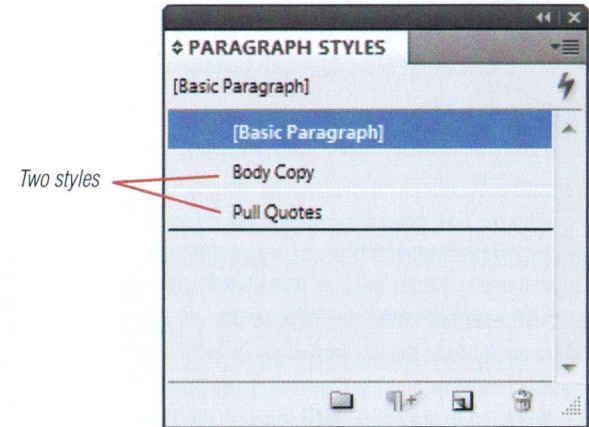 PARAGRAPH STYLES
[Basic Paragraph]
[Basic Paragraph]
Two styles
Body Copy
Pull Quotes